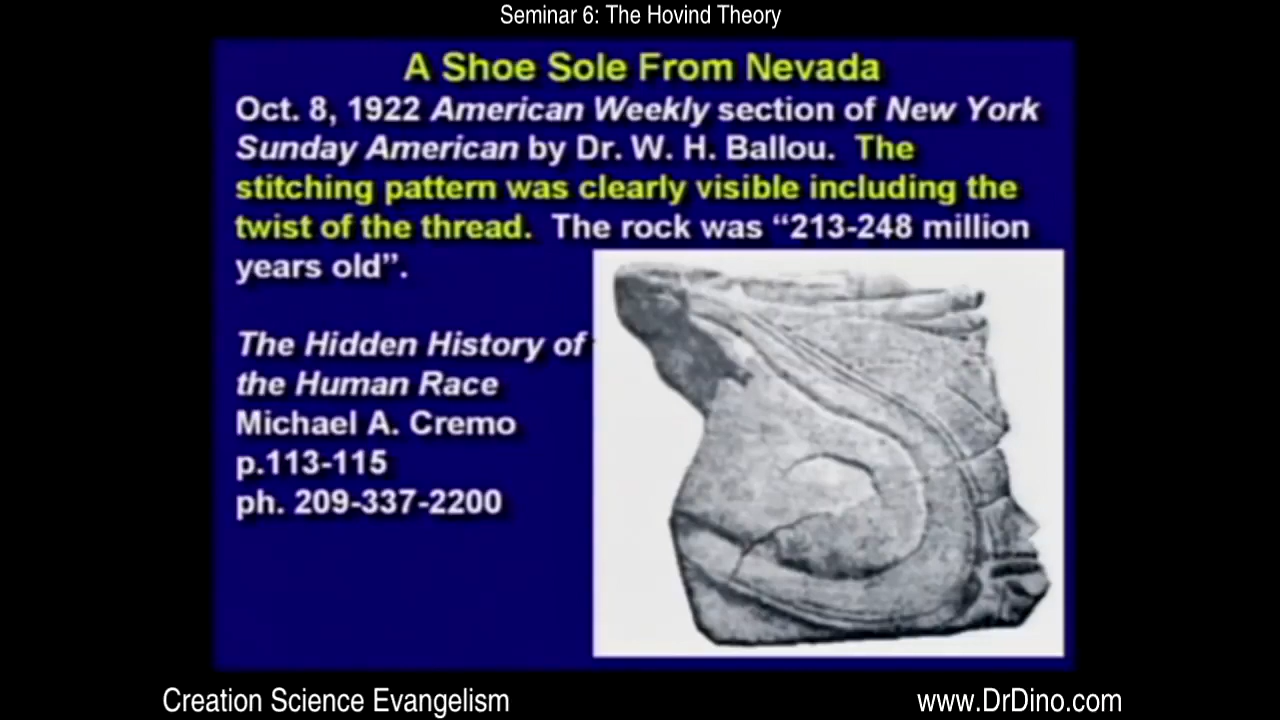 Seminar 6: The Hovind Theory
A Shoe Sole From Nevada
Oct. 8, 1922 American Weekly section of New York
Sunday American by Dr. W. H. Ballou.  The
stitching pattern was clearly visible including the
twist of the thread.  The rock was “213-248 million
years old”.
The Hidden History of
the Human Race
Michael A. Cremo
p.113-115
ph. 209-337-2200
Creation Science Evangelism
www.DrDino.com